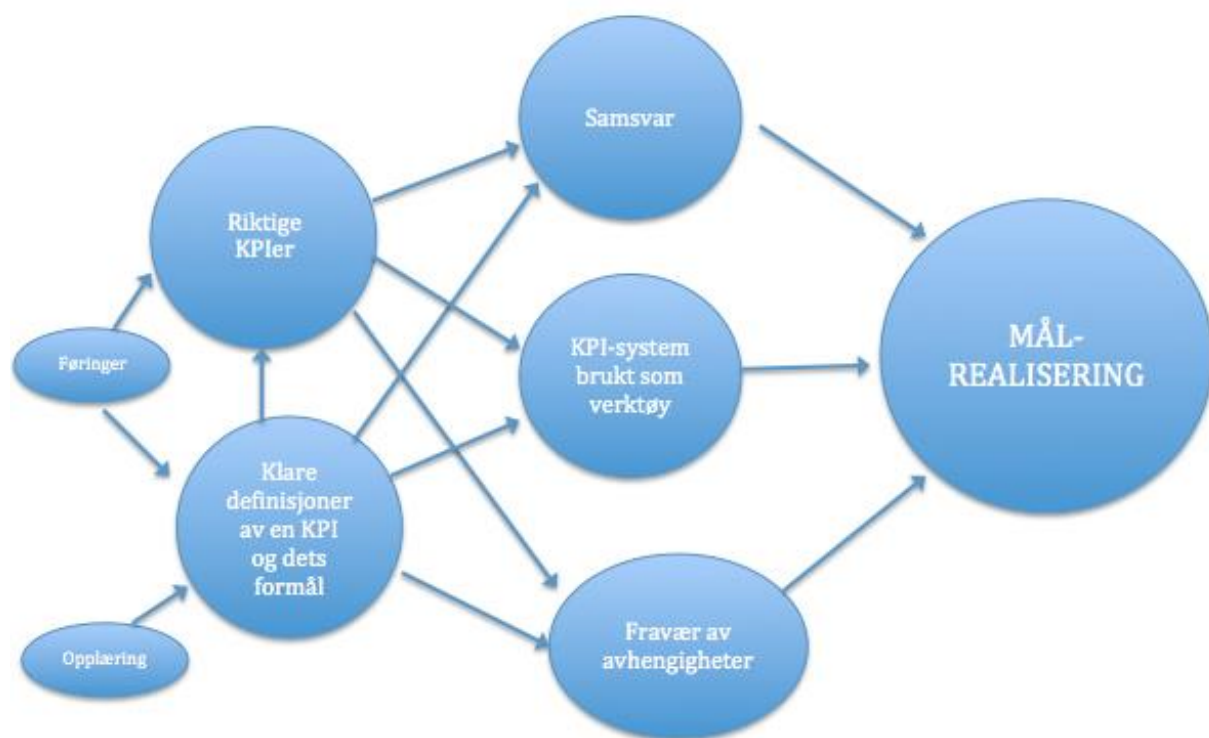 Samsvar
Riktige
KPIer
Føringer
KPI-system
brukt som
verktøy
MÅL-
REALISERING
Klare
definisjoner
av en KPI
og dets
formål
Opplæring
Fravær av
avhengigheter